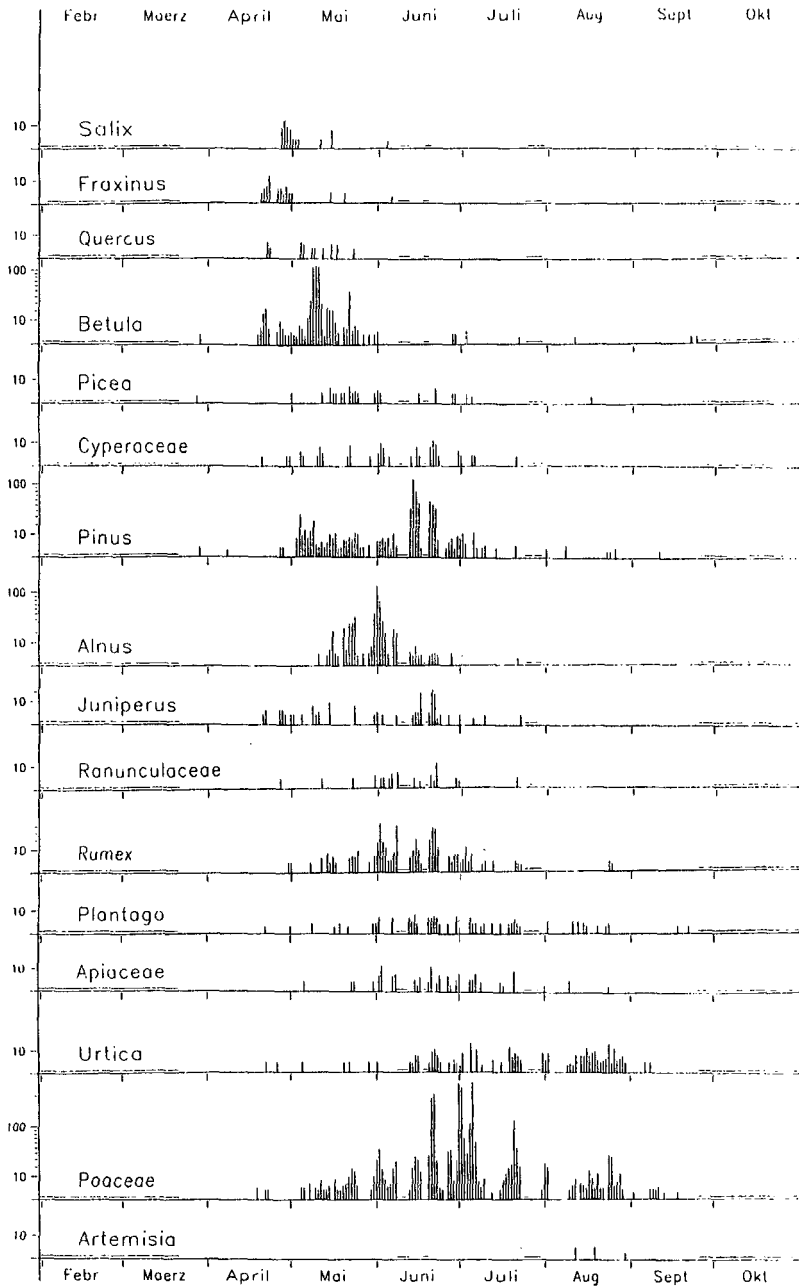 Febr Maerz April Mai Juni Juli Aug Sept Okt
10 Salix
10 Fraxinus
10 Quercus
100
10 Betula
10 Picea
10 Cyperaceae
100
10 Pinus
100
10 Alnus
10 Juniperus
10 Ranunculaceae
10 Rumex
10 Plantago
10 Apiaceae
10 Urtica
100
10 Poaceae
10 Artemisia
Febr Maerz April Mai Juni Juli Aug Sept Okt